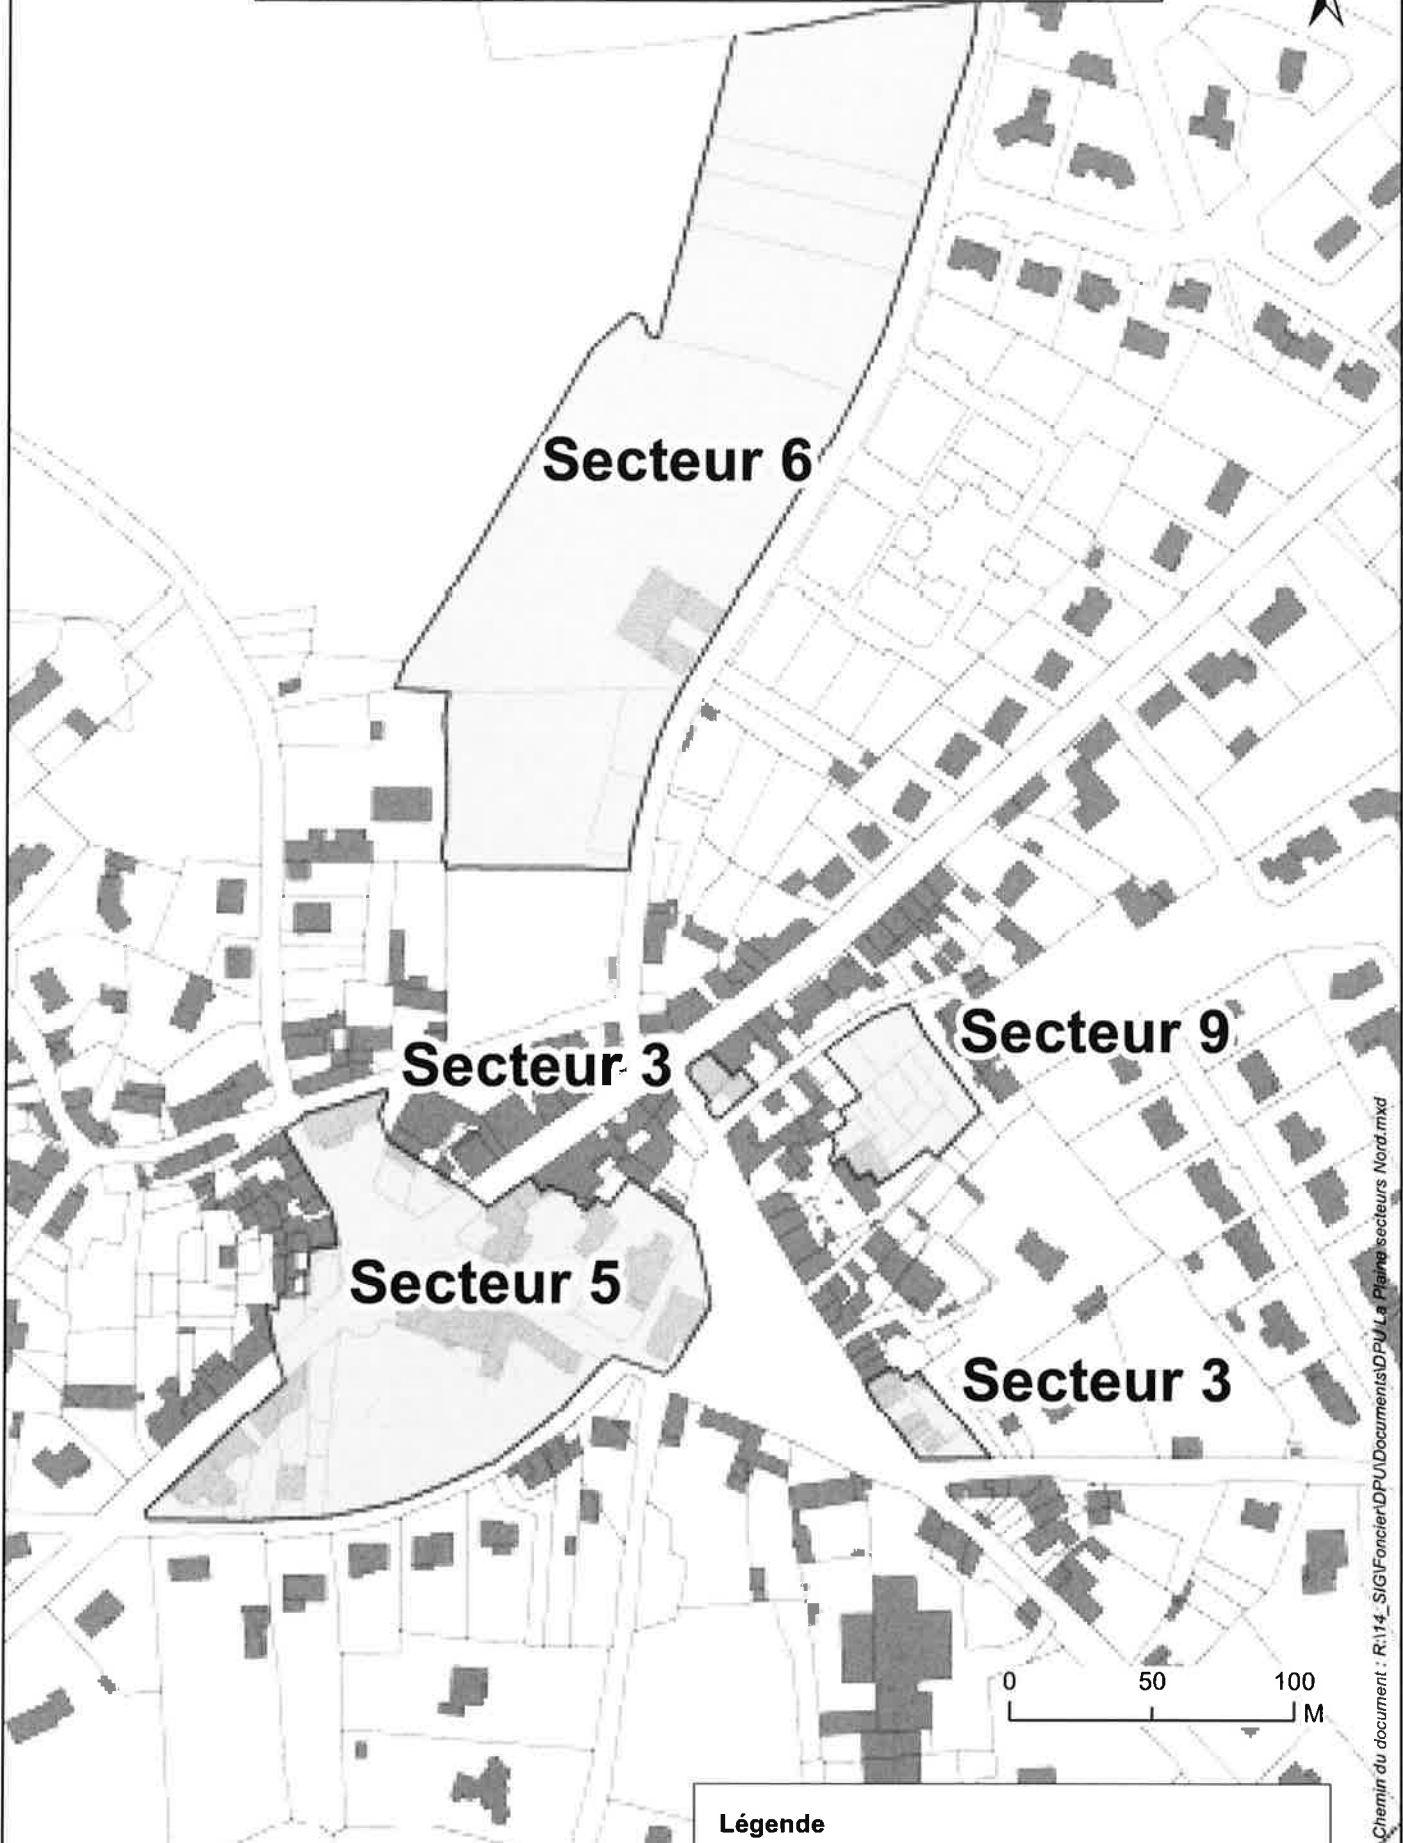 Secteur 6
Secteur 3
Secteur 9
Secteur 5
Secteur 3
0 50 100
M
Légende
Chemin du document : R:\14_SIG\Foncier\DPU\Documents\DPU La Plaine secteurs Nord.mxd